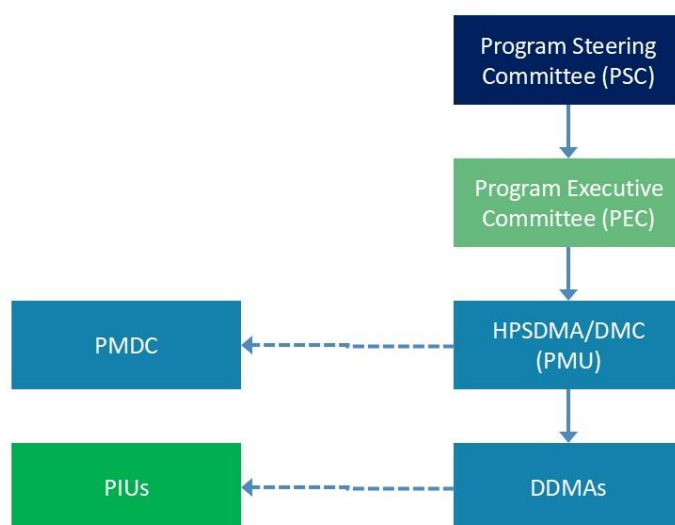 Program Steering
Committee (PSC)
Program Executive
Committee (PEC)
PMDC
HPSDMA/DMC
(PMU)
PIUs
DDMAs